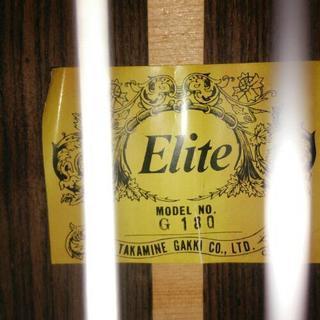 Elite
MODEL NO.
G 180
TAKAMINE GAKKI CO., LTD.